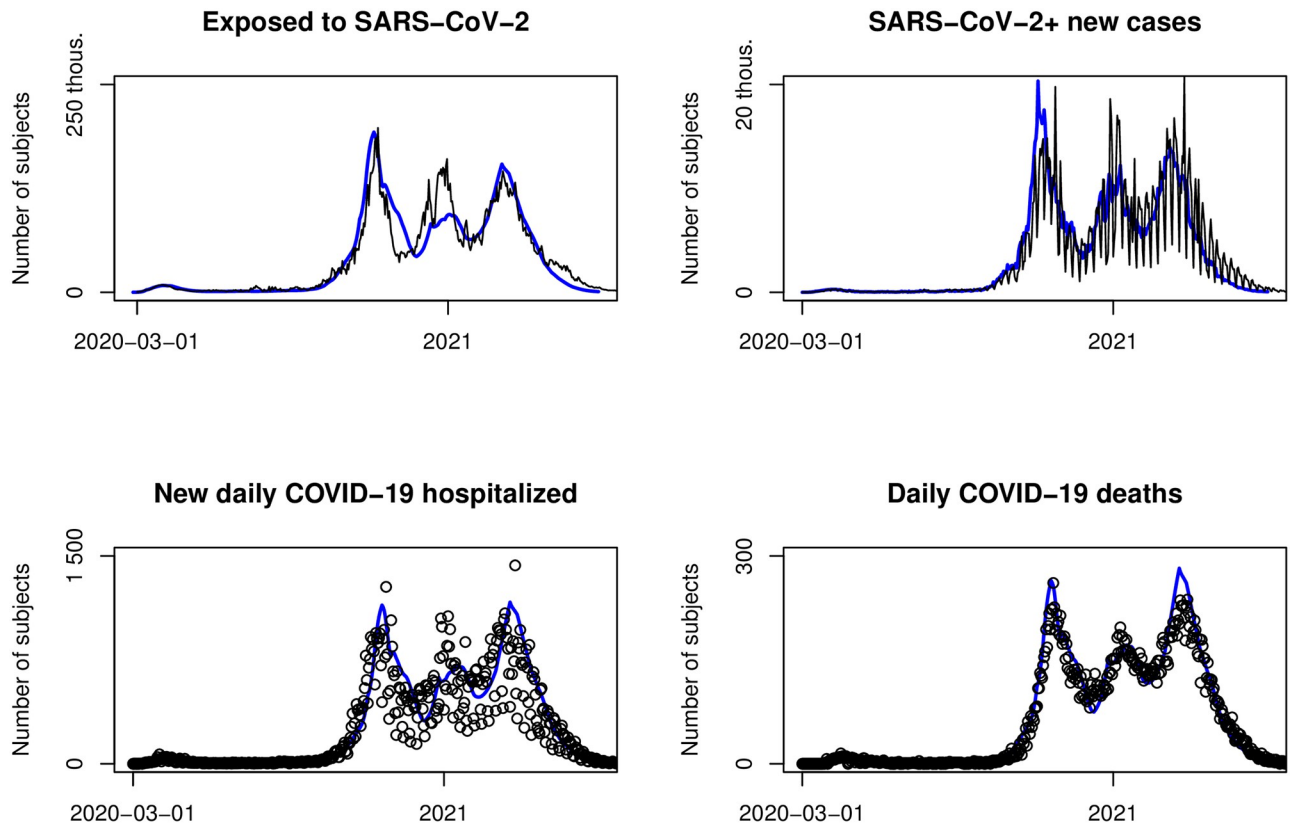 Exposed to SARS−CoV−2
Number of subjects
250 thous.
0
2020−03−01
2021
SARS−CoV−2+ new cases
Number of subjects
20 thous.
0
2020−03−01
2021
New daily COVID−19 hospitalized
Number of subjects
1 500
0
2020−03−01
2021
Daily COVID−19 deaths
Number of subjects
300
0
2020−03−01
2021